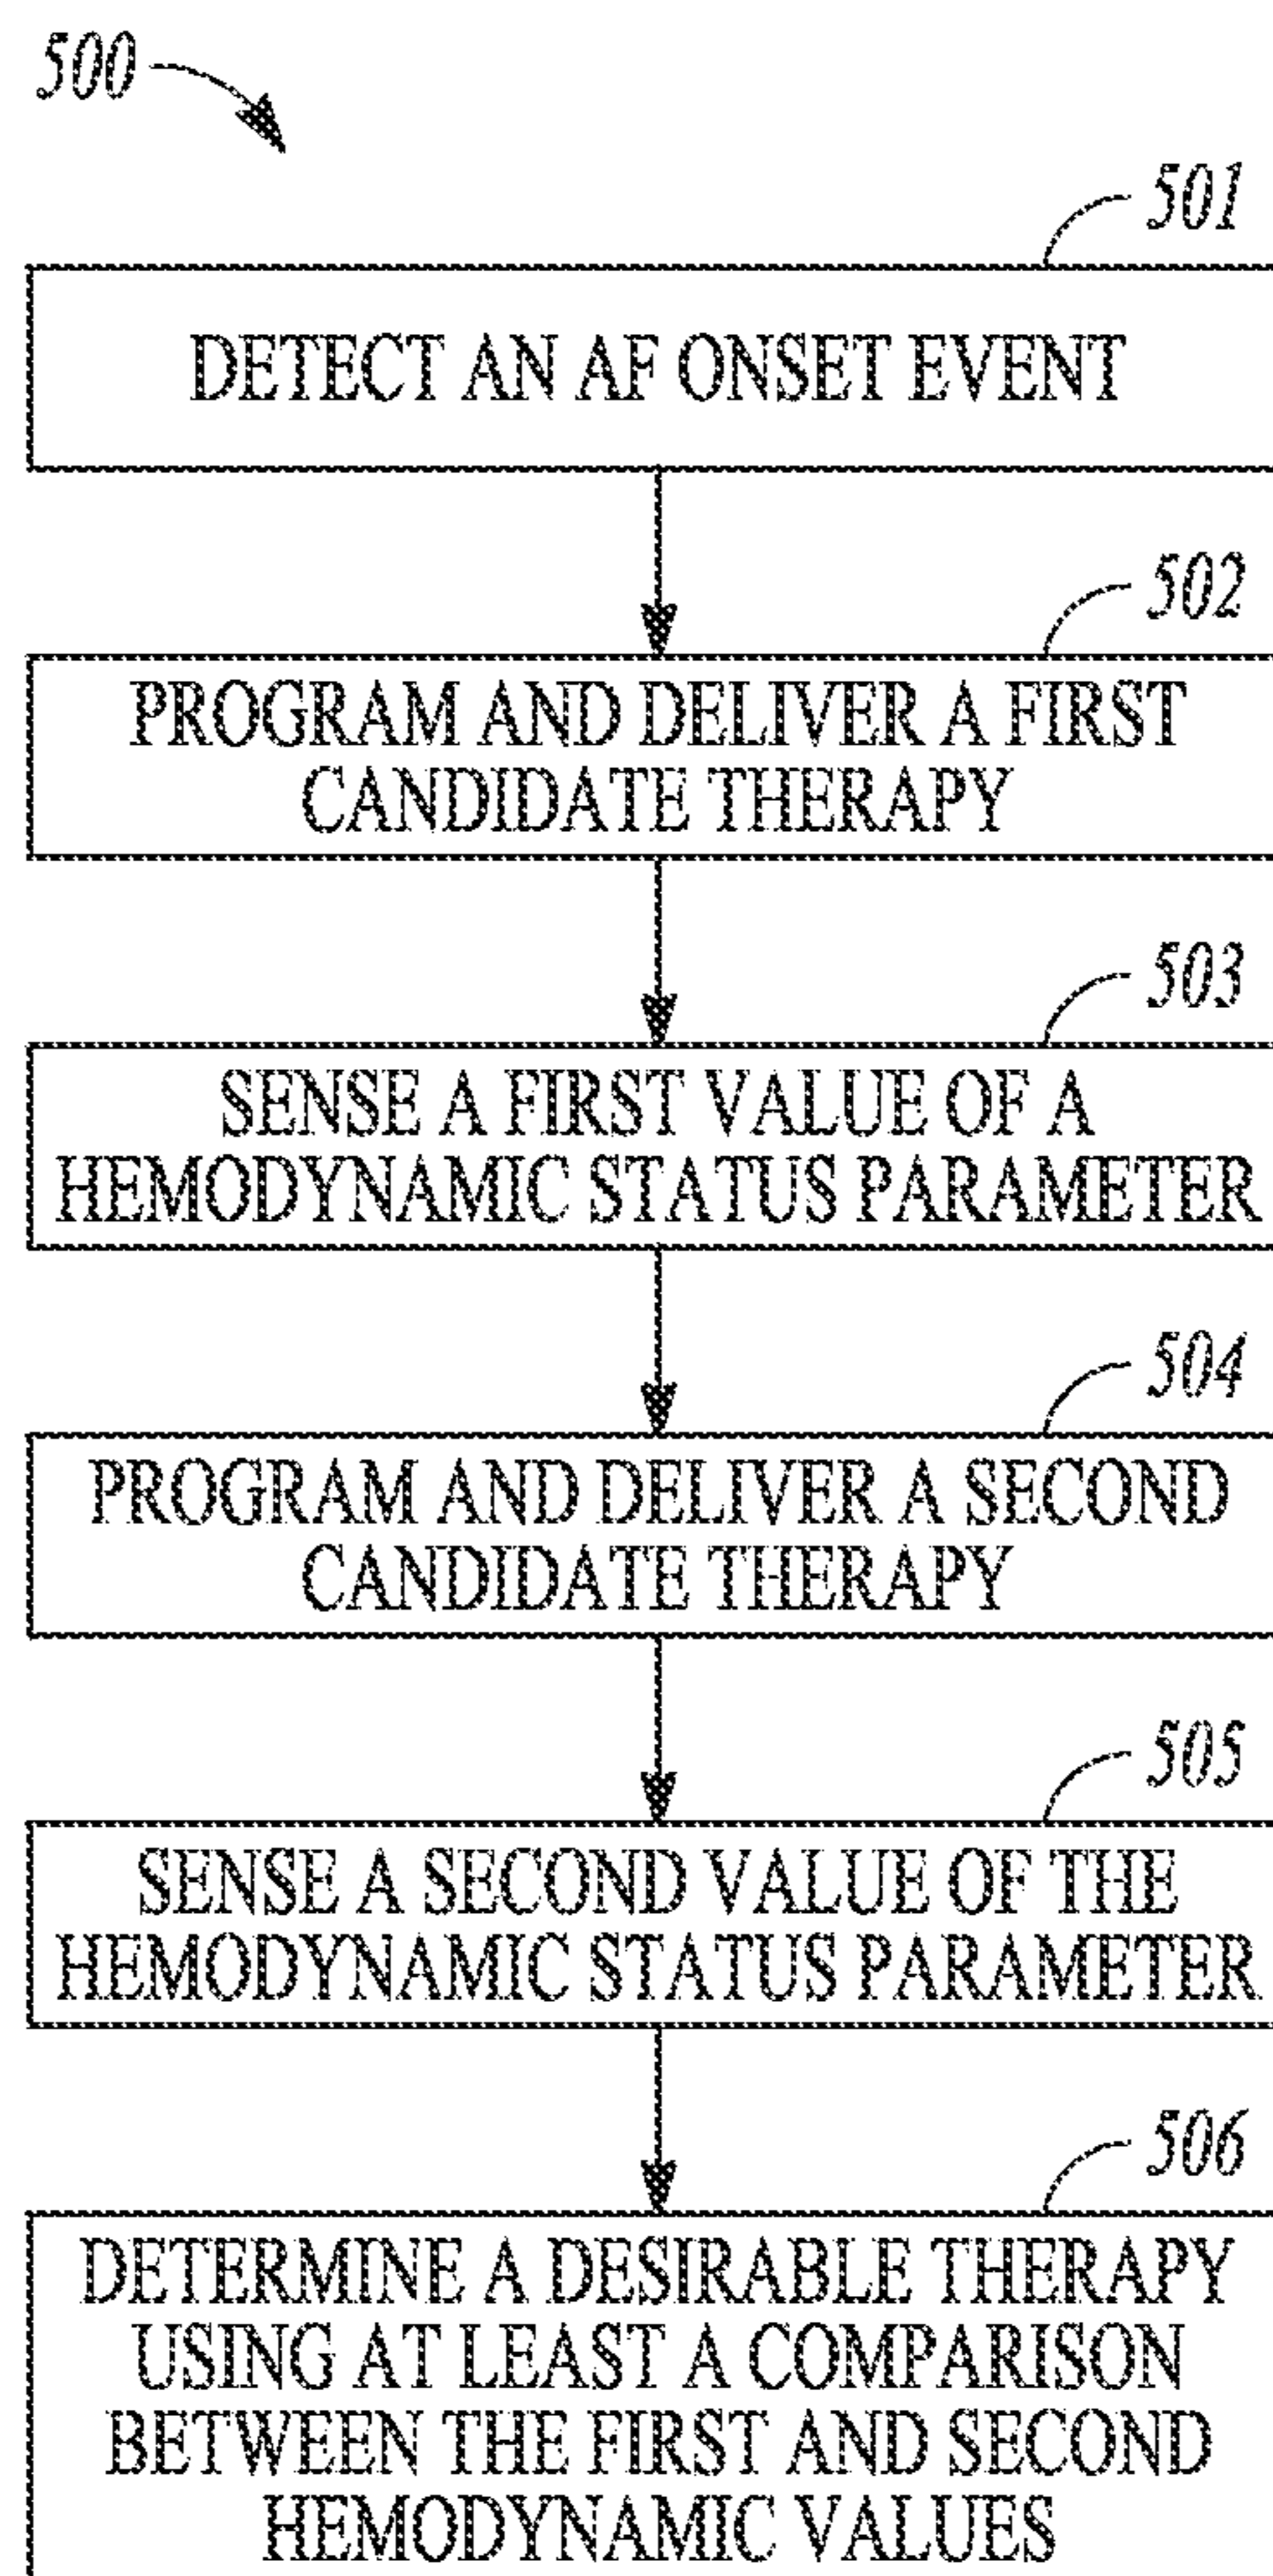 500
501
DETECT AN AF ONSET EVENT
502
PROGRAM AND DELIVER A FIRST
CANDIDATE THERAPY
503
SENSE A FIRST VALUE OF A
HEMODYNAMIC STATUS PARAMETER
504
PROGRAM AND DELIVER A SECOND
CANDIDATE THERAPY
505
SENSE A SECOND VALUE OF THE
HEMODYNAMIC STATUS PARAMETER
506
DETERMINE A DESIRABLE THERAPY
USING AT LEAST A COMPARISON
BETWEEN THE FIRST AND SECOND
HEMODYNAMIC VALUES